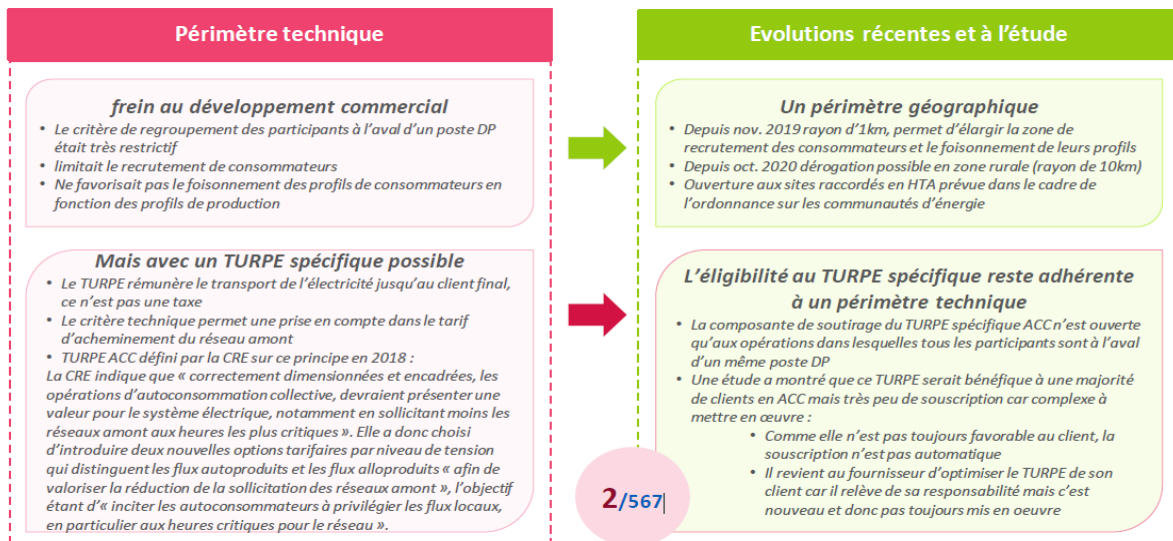 Périmètre technique
frein au développement commercial
• Le critère de regroupement des participants à l'aval d'un poste DP
était très restrictif
• limitait le recrutement de consommateurs
• Ne favorisait pas le foisonnement des profils de consommateurs en
fonction des profils de production
Mais avec un TURPE spécifique possible
• Le TURPE rémunère le transport de l'électricité jusqu'au client final,
ce n'est pas une taxe
• Le critère technique permet une prise en compte dans le tarif
d'acheminement du réseau amont
• TURPE ACC défini par la CRE sur ce principe en 2018 :
La CRE indique que « correctement dimensionnées et encadrées, les
opérations d'autoconsommation collective, devraient présenter une
valeur pour le système électrique, notamment en sollicitant moins les
réseaux amont aux heures les plus critiques ». Elle a donc choisi
d'introduire deux nouvelles options tarifaires par niveau de tension
qui distinguent les flux autoproduits et les flux alloproduits « afin de
valoriser la réduction de la sollicitation des réseaux amont », l'objectif
étant d'« inciter les autoconsommateurs à privilégier les flux locaux,
en particulier aux heures critiques pour le réseau ».
Evolutions récentes et à l'étude
Un périmètre géographique
• Depuis nov. 2019 rayon d'1km, permet d'élargir la zone de
recrutement des consommateurs et le foisonnement de leurs profils
• Depuis oct. 2020 dérogation possible en zone rurale (rayon de 10km)
• Ouverture aux sites raccordés en HTA prévue dans le cadre de
l'ordonnance sur les communautés d'énergie
L'éligibilité au TURPE spécifique reste adhérente
à un périmètre technique
• La composante de soutirage du TURPE spécifique ACC n'est ouverte
qu'aux opérations dans lesquelles tous les participants sont à l'aval
d'un même poste DP
• Une étude a montré que ce TURPE serait bénéfique à une majorité
de clients en ACC mais très peu de souscription car complexe à
mettre en œuvre :
• Comme elle n'est pas toujours favorable au client, la
souscription n'est pas automatique
• Il revient au fournisseur d'optimiser le TURPE de son
client car il relève de sa responsabilité mais c'est
nouveau et donc pas toujours mis en oeuvre
2/567